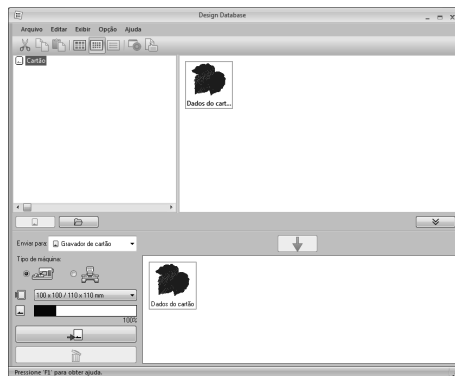 Design Database
Arquivo Editar Exibir Opção Ajuda
Cartão
Dados do cart...
Enviar para: Gravador de cartão
Tipo de máquina:
100 x 100 / 110 x 110 mm
100%
Dados do cartão
Pressione 'F1' para obter ajuda.